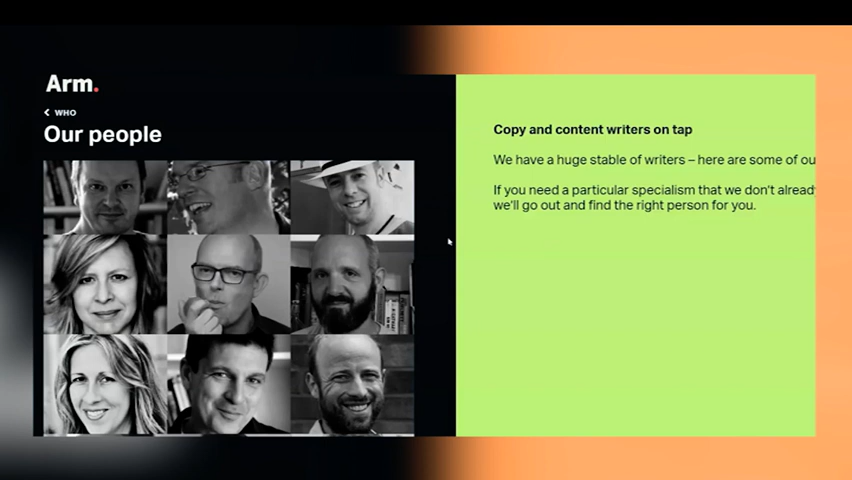 Arm.
WHO
Our people
Copy and content writers on tap
We have a huge stable of writers – here are some of ou
If you need a particular specialism that we don't alread
we'll go out and find the right person for you.